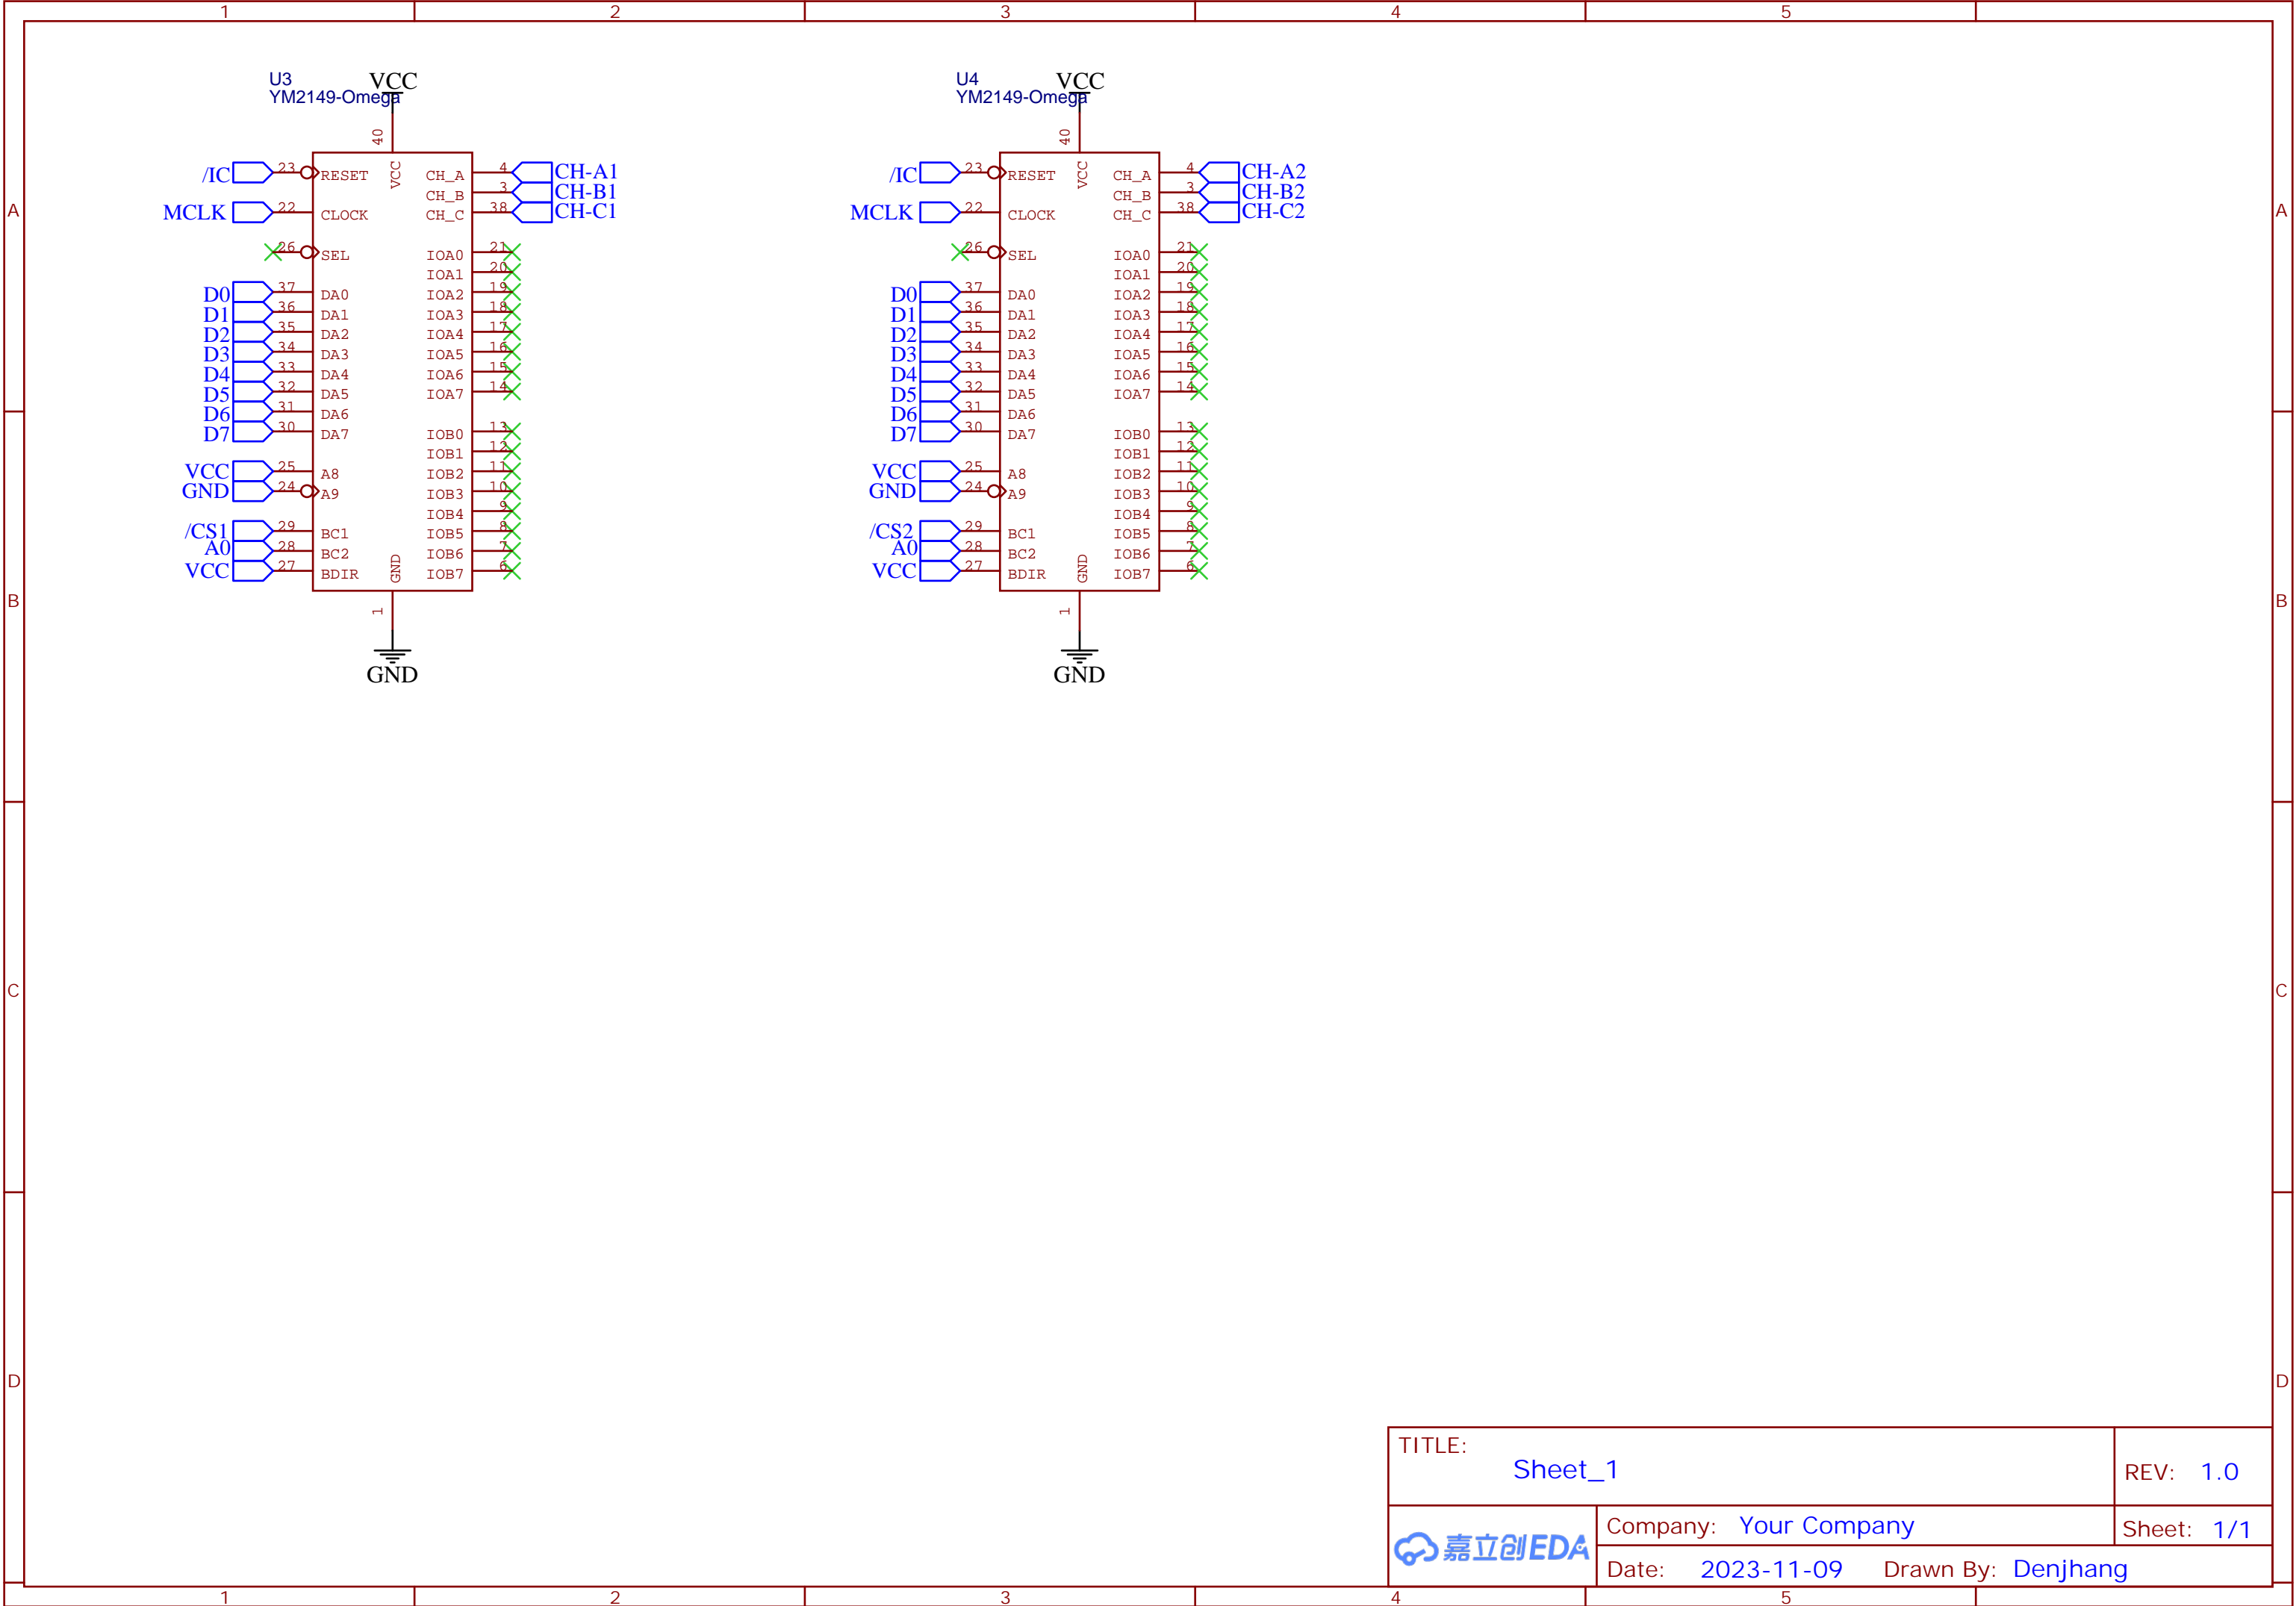 1 2 3 4 5
U3
YM2149-Omega
VCC
40
/IC 23 RESET VCC CH_A 4 CH-A1
CH_B 3 CH-B1
MCLK 22 CLOCK CH_C 38 CH-C1
26 SEL IOA0 21
IOA1 20
D0 37 DA0 IOA2 19
D1 36 DA1 IOA3 18
D2 35 DA2 IOA4 17
D3 34 DA3 IOA5 16
D4 33 DA4 IOA6 15
D5 32 DA5 IOA7 14
D6 31 DA6
D7 30 DA7 IOB0 13
IOB1 12
VCC 25 A8 IOB2 11
GND 24 A9 IOB3 10
IOB4 9
/CS1 29 BC1 IOB5 8
A0 28 BC2 IOB6 7
VCC 27 BDIR GND IOB7 6
1
GND
U4
YM2149-Omega
VCC
40
/IC 23 RESET VCC CH_A 4 CH-A2
CH_B 3 CH-B2
MCLK 22 CLOCK CH_C 38 CH-C2
26 SEL IOA0 21
IOA1 20
D0 37 DA0 IOA2 19
D1 36 DA1 IOA3 18
D2 35 DA2 IOA4 17
D3 34 DA3 IOA5 16
D4 33 DA4 IOA6 15
D5 32 DA5 IOA7 14
D6 31 DA6
D7 30 DA7 IOB0 13
IOB1 12
VCC 25 A8 IOB2 11
GND 24 A9 IOB3 10
IOB4 9
/CS2 29 BC1 IOB5 8
A0 28 BC2 IOB6 7
VCC 27 BDIR GND IOB7 6
1
GND
A A
B B
C C
D D
TITLE:
Sheet_1
REV: 1.0
嘉立创EDA
Company: Your Company
Sheet: 1/1
Date: 2023-11-09 Drawn By: Denjhang
1 2 3 4 5